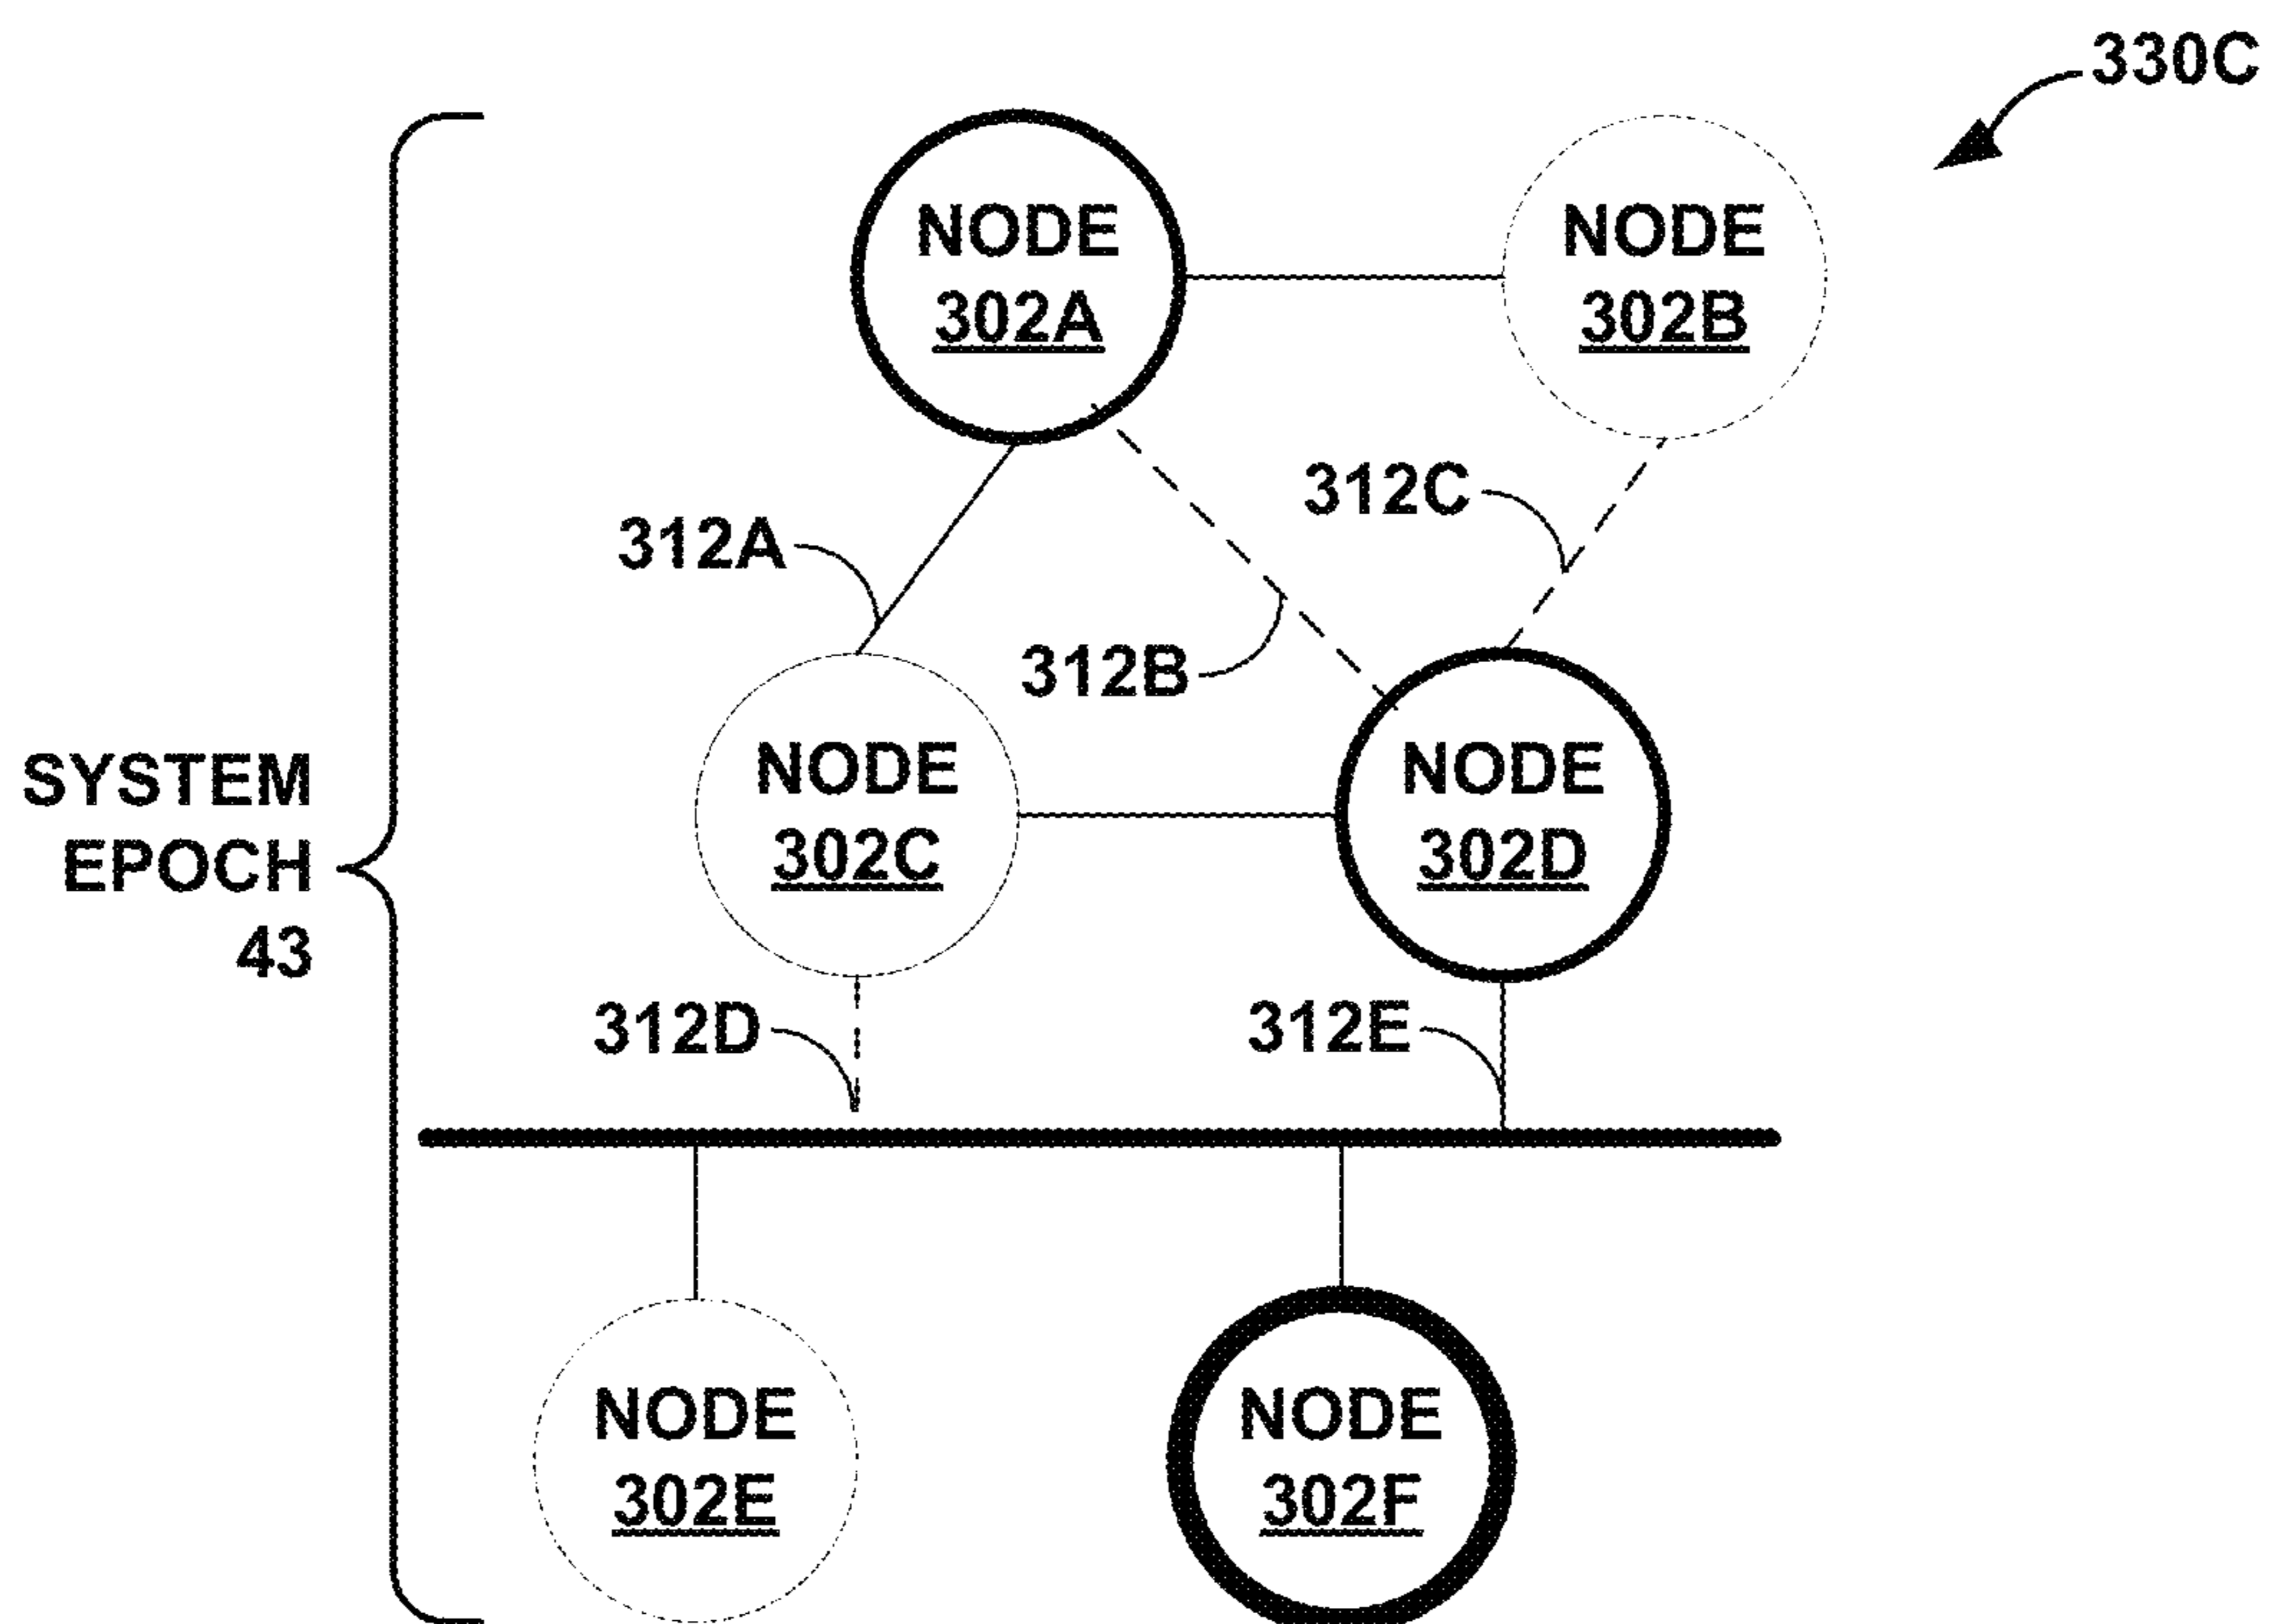 330C
NODE
302A
NODE
302B
312C
312A
312B
SYSTEM
EPOCH
43
NODE
302C
NODE
302D
312D
312E
NODE
302E
NODE
302F